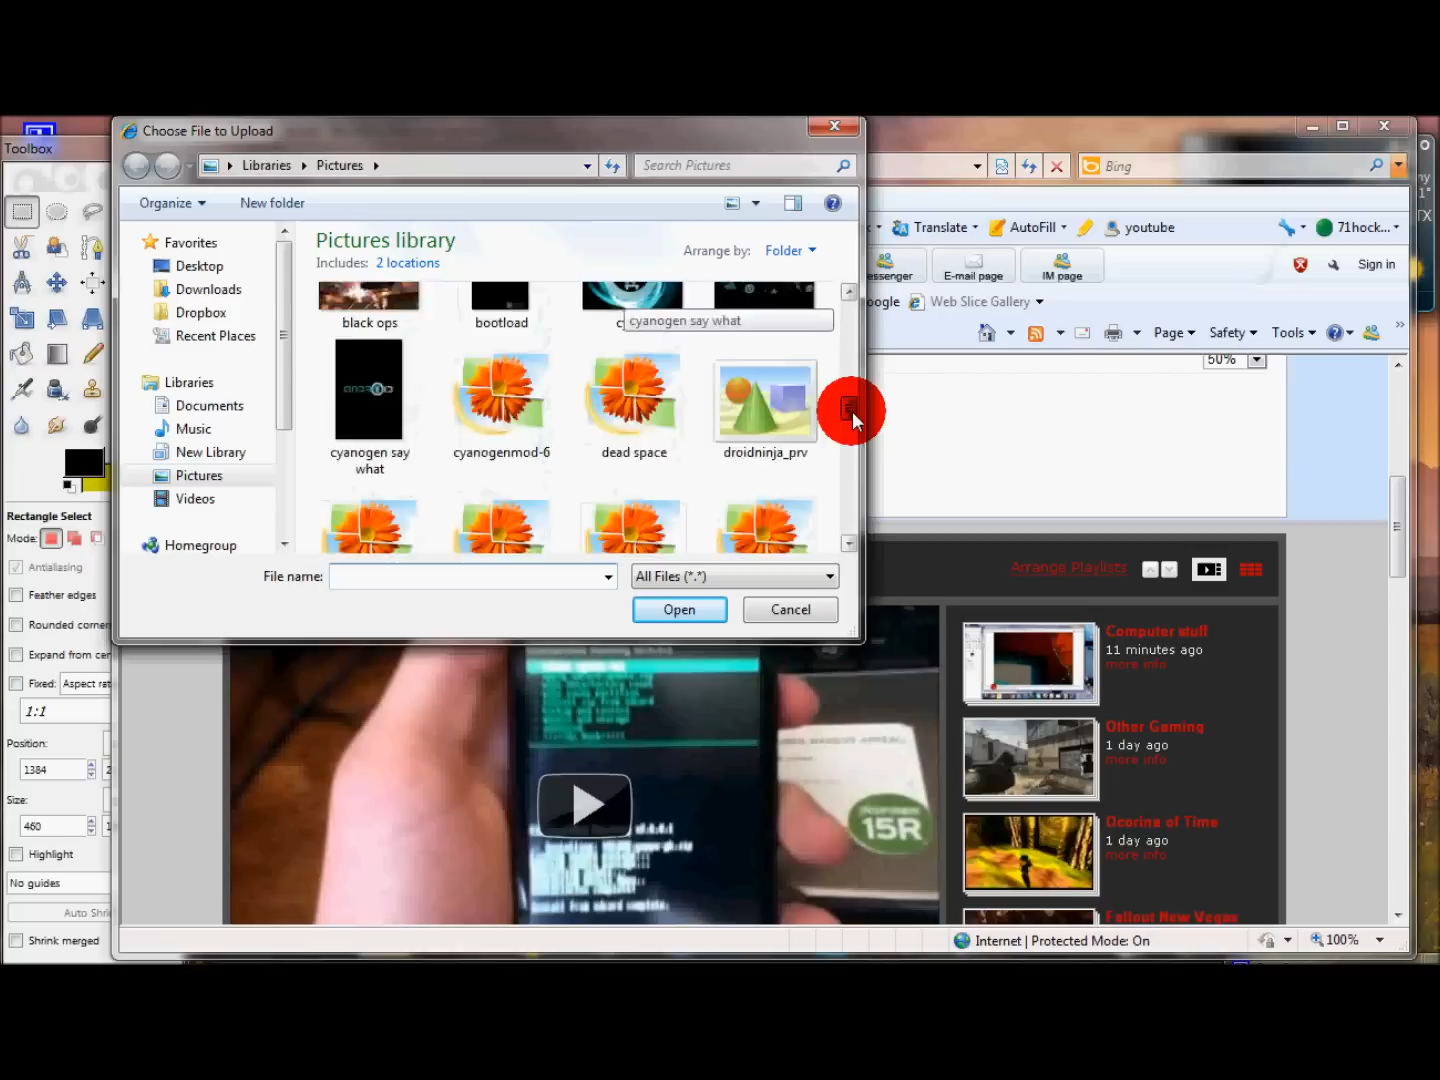 Toolbox
Choose File to Upload
Libraries
Pictures
Search Pictures
Bing
Organize
New folder
Translate
AutoFill
youtube
71hock...
Favorites
Desktop
Downloads
Dropbox
Recent Places
Pictures library
Includes: 2 locations
Arrange by: Folder
E-mail page
IM page
Sign in
Web Slice Gallery
black ops
bootload
cyanogen say what
Page
Safety
Tools
50%
Libraries
Documents
Music
New Library
Pictures
Videos
Homegroup
cyanogen say
what
cyanogenmod-6
dead space
droidninja_prv
File name:
All Files (*.*)
Open
Cancel
Rectangle Select
Mode:
Antialiasing
Feather edges
Rounded corner
Expand from cen
Fixed:
Aspect rat
1:1
Position:
1384
Size:
460
Highlight
No guides
Auto Shri
Shrink merged
Arrange Playlists
Computer stuff
11 minutes ago
more info
Other Gaming
1 day ago
more info
Ocorina of Time
1 day ago
more info
Fallout New Vegas
15R
Internet | Protected Mode: On
100%